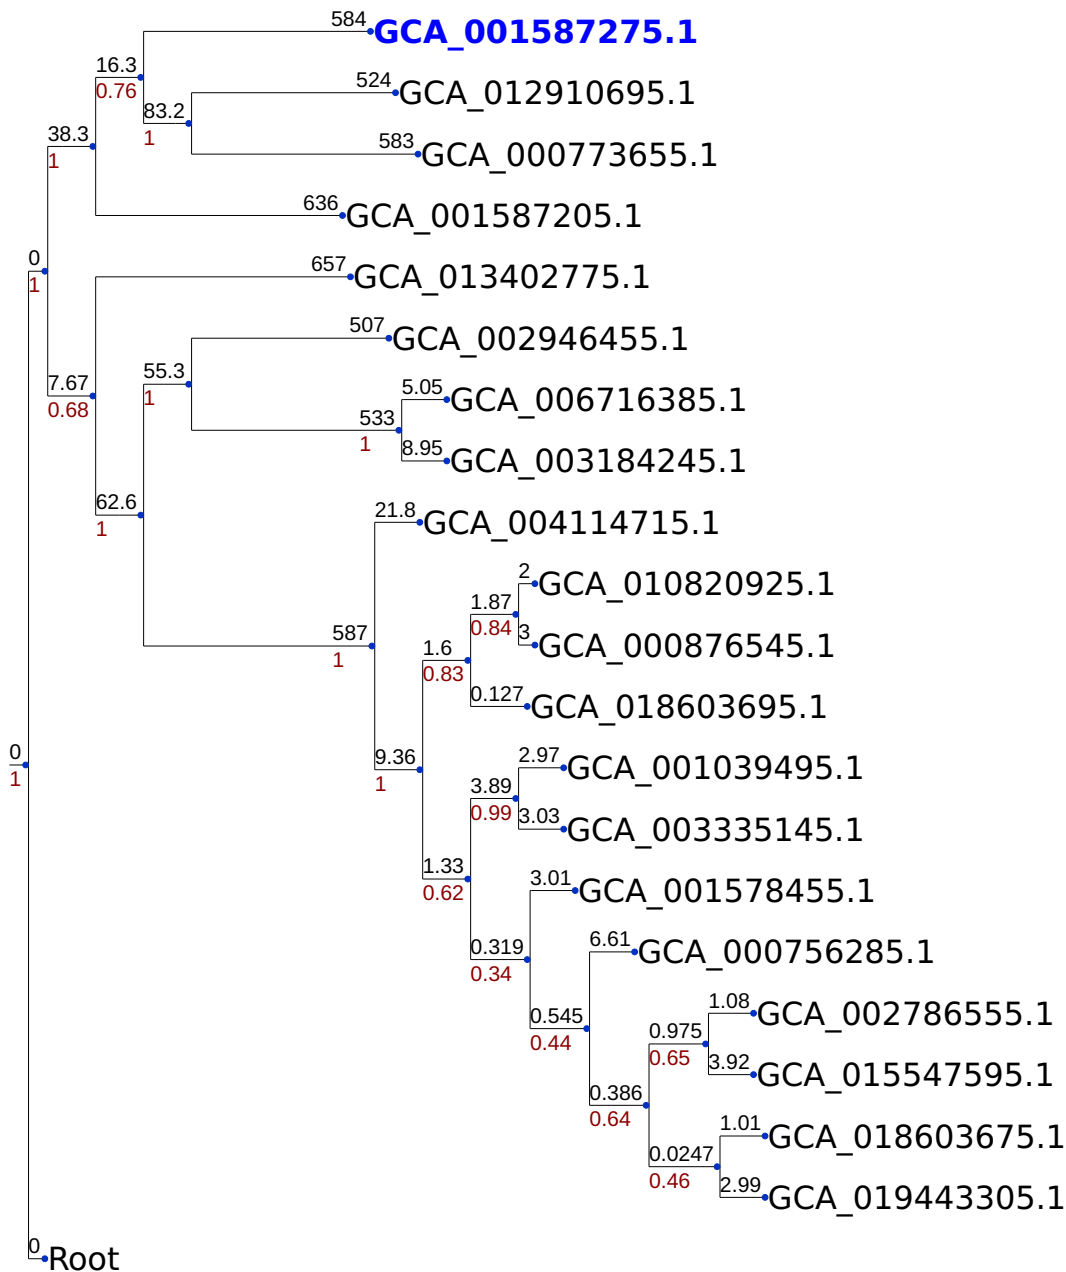 584
GCA_001587275.1
16.3
0.76
524
GCA_012910695.1
83.2
1
38.3
1
583
GCA_000773655.1
636
GCA_001587205.1
0
1
657
GCA_013402775.1
507
GCA_002946455.1
7.67
0.68
55.3
1
5.05
GCA_006716385.1
533
1
8.95
GCA_003184245.1
62.6
1
21.8
GCA_004114715.1
2
GCA_010820925.1
1.87
0.84
3
GCA_000876545.1
587
1
1.6
0.83
0.127
GCA_018603695.1
0
1
9.36
1
2.97
GCA_001039495.1
3.89
0.99
3.03
GCA_003335145.1
1.33
0.62
3.01
GCA_001578455.1
0.319
0.34
6.61
GCA_000756285.1
0.545
0.44
1.08
GCA_002786555.1
0.975
0.65
3.92
GCA_015547595.1
0.386
0.64
1.01
GCA_018603675.1
0.0247
0.46
2.99
GCA_019443305.1
0
Root